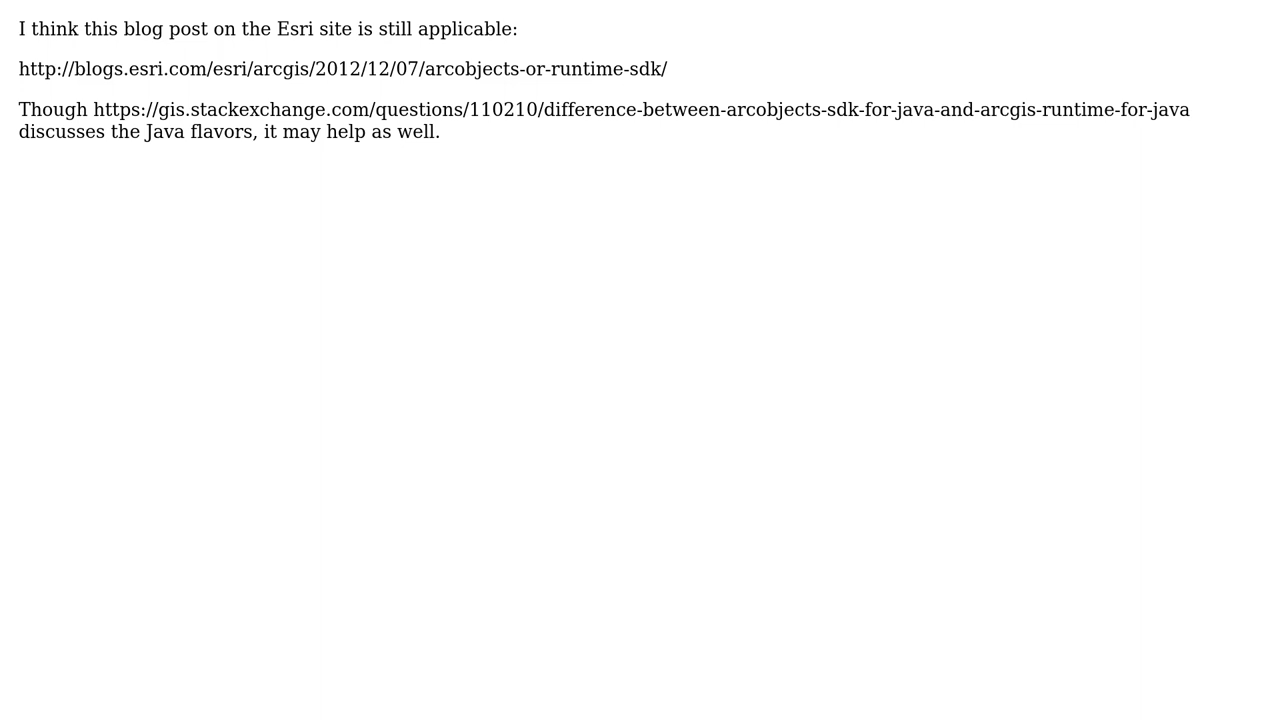 I think this blog post on the Esri site is still applicable:
http://blogs.esri.com/esri/arcgis/2012/12/07/arcobjects-or-runtime-sdk/
Though https://gis.stackexchange.com/questions/110210/difference-between-arcobjects-sdk-for-java-and-arcgis-runtime-for-java
discusses the Java flavors, it may help as well.